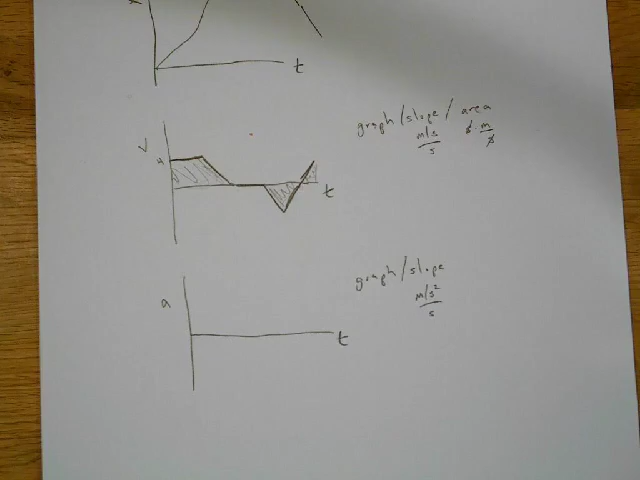 x
t
graph/slope/area
m/s
s
s · m
s
v
t
graph/slope
m/s²
s
a
t